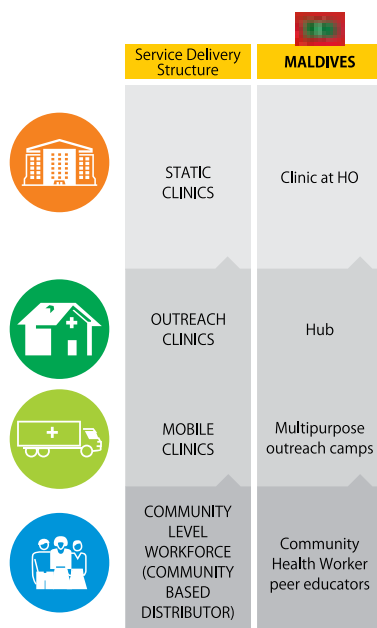 Service Delivery
Structure
MALDIVES
STATIC
CLINICS
Clinic at HO
OUTREACH
CLINICS
Hub
MOBILE
CLINICS
Multipurpose
outreach camps
COMMUNITY
LEVEL
WORKFORCE
(COMMUNITY
BASED
DISTRIBUTOR)
Community
Health Worker
peer educators